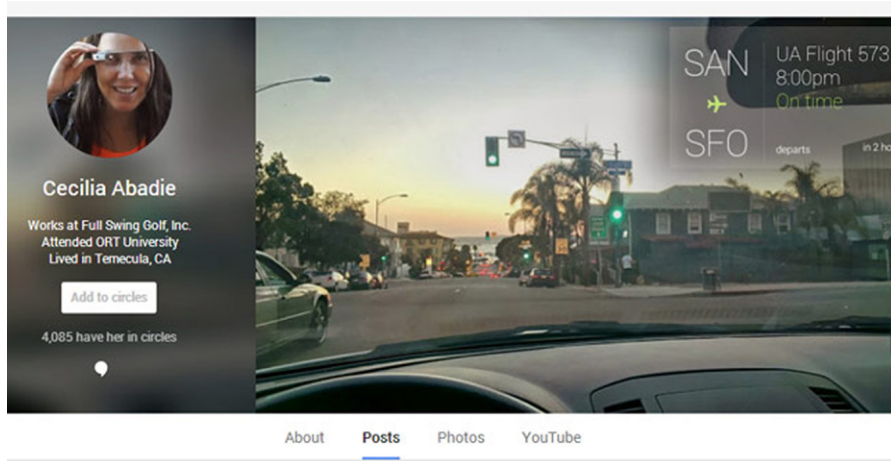 Cecilia Abadie
Works at Full Swing Golf, Inc.
Attended ORT University
Lived in Temecula, CA
Add to circles
4,085 have her in circles
SAN
SFO
UA Flight 573
8:00pm
On time
departs
in 2 ho
About Posts Photos YouTube